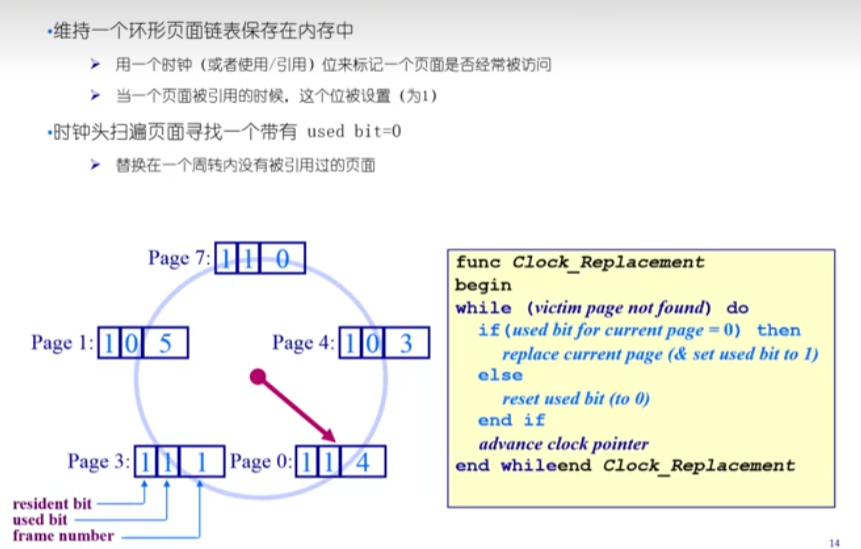 •维持一个环形页面链表保存在内存中
➢ 用一个时钟（或者使用/引用）位来标记一个页面是否经常被访问
➢ 当一个页面被引用的时候，这个位被设置（为1）
•时钟头扫遍页面寻找一个带有 used bit=0
➢ 替换在一个周转内没有被引用过的页面
Page 7: 1 1 0
Page 1: 1 0 5
Page 4: 1 0 3
Page 3: 1 1 1
Page 0: 1 1 4
resident bit
used bit
frame number
func Clock_Replacement
begin
while (victim page not found) do
if(used bit for current page = 0) then
replace current page (& set used bit to 1)
else
reset used bit (to 0)
end if
advance clock pointer
end whileend Clock_Replacement
14